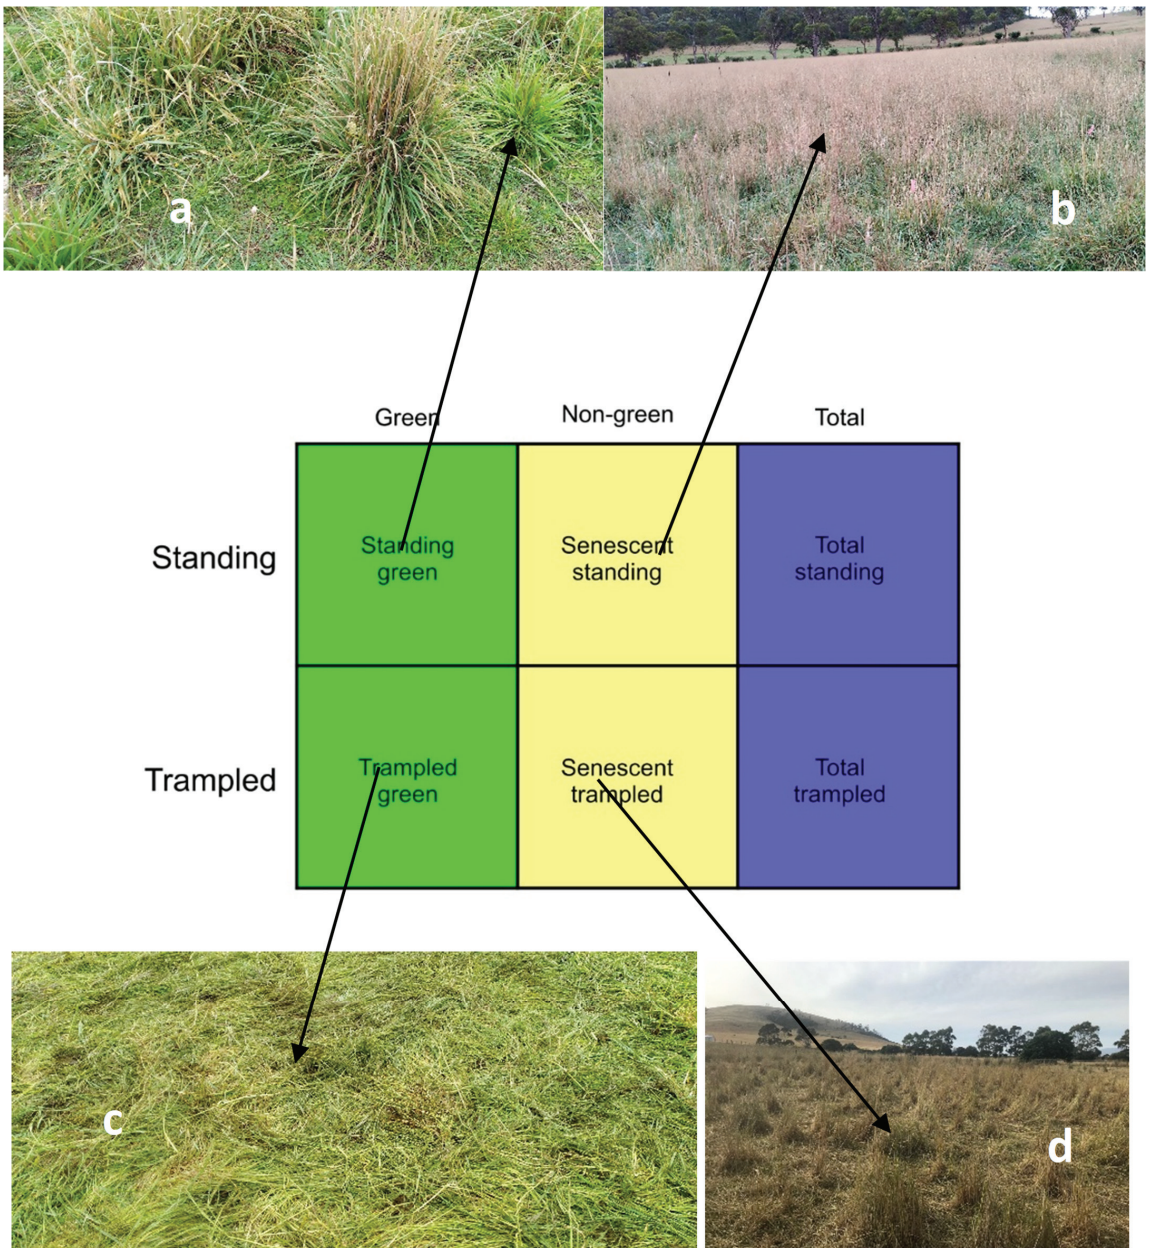 a
b
Green
Non-green
Total
Standing
Standing
green
Senescent
standing
Total
standing
Trampled
Trampled
green
Senescent
trampled
Total
trampled
c
d